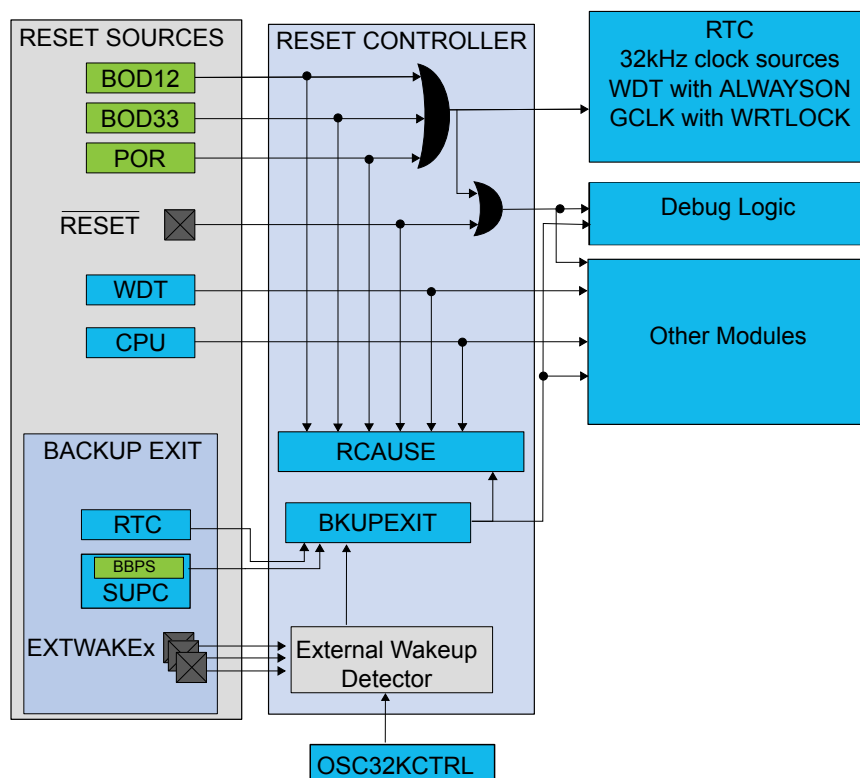 RESET SOURCES
BOD12
BOD33
POR
RESET
WDT
CPU
BACKUP EXIT
RTC
BBPS
SUPC
EXTWAKEx
RESET CONTROLLER
RCAUSE
BKUPEXIT
External Wakeup
Detector
OSC32KCTRL
RTC
32kHz clock sources
WDT with ALWAYSON
GCLK with WRTLOCK
Debug Logic
Other Modules